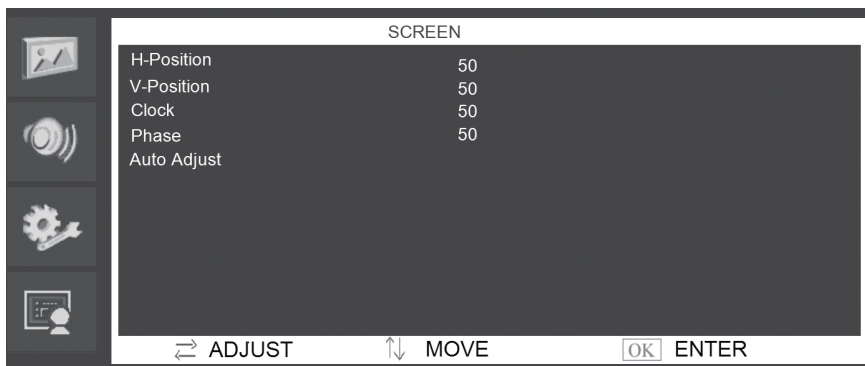 SCREEN
H-Position 50
V-Position 50
Clock 50
Phase 50
Auto Adjust
ADJUST MOVE OK ENTER